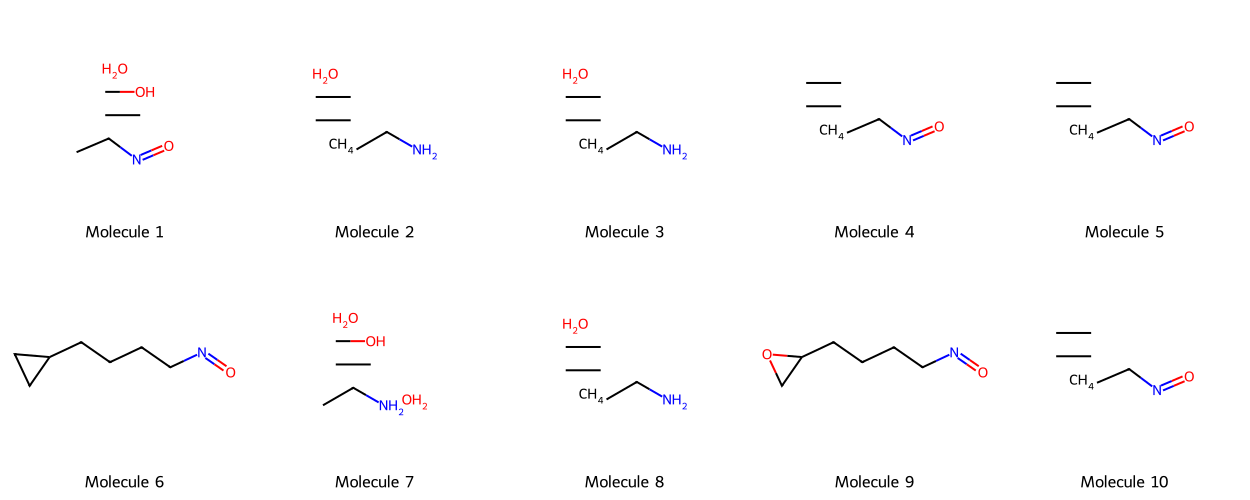 H₂O
OH
N
O
Molecule 1
H₂O
CH₄
NH₂
Molecule 2
H₂O
CH₄
NH₂
Molecule 3
CH₄
N
O
Molecule 4
CH₄
N
O
Molecule 5
N
O
Molecule 6
H₂O
OH
NH₂
OH₂
Molecule 7
H₂O
CH₄
NH₂
Molecule 8
O
N
O
Molecule 9
CH₄
N
O
Molecule 10